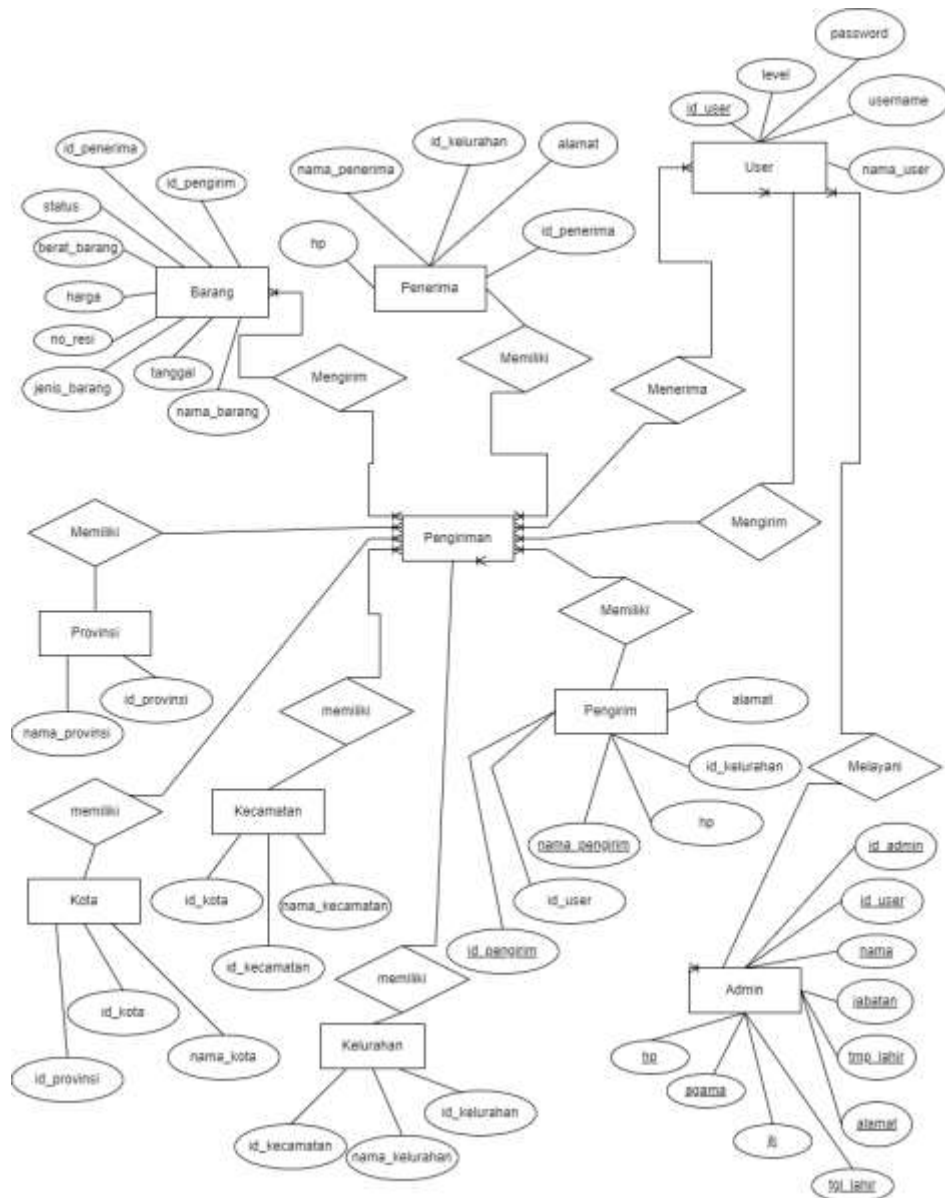 password
level
id_user
username
User
nama_user
id_penerima
id_pengirim
status
berat_barang
harga
no_resi
jenis_barang
tanggal
nama_barang
Barang
nama_penerima
id_kelurahan
alamat
hp
id_penerima
Penerima
Mengirim
Memiliki
Menerima
Mengirim
Memiliki
Pengiriman
Memiliki
Provinsi
id_provinsi
nama_provinsi
memiliki
Pengirim
alamat
id_kelurahan
hp
nama_pengirim
id_user
id_pengirim
Melayani
memiliki
Kecamatan
id_kota
nama_kecamatan
id_kecamatan
Kota
id_kota
nama_kota
id_provinsi
memiliki
Kelurahan
id_kelurahan
id_kecamatan
nama_kelurahan
id_admin
id_user
nama
jabatan
tmp_lahir
alamat
Admin
hp
agama
tgl_lahir